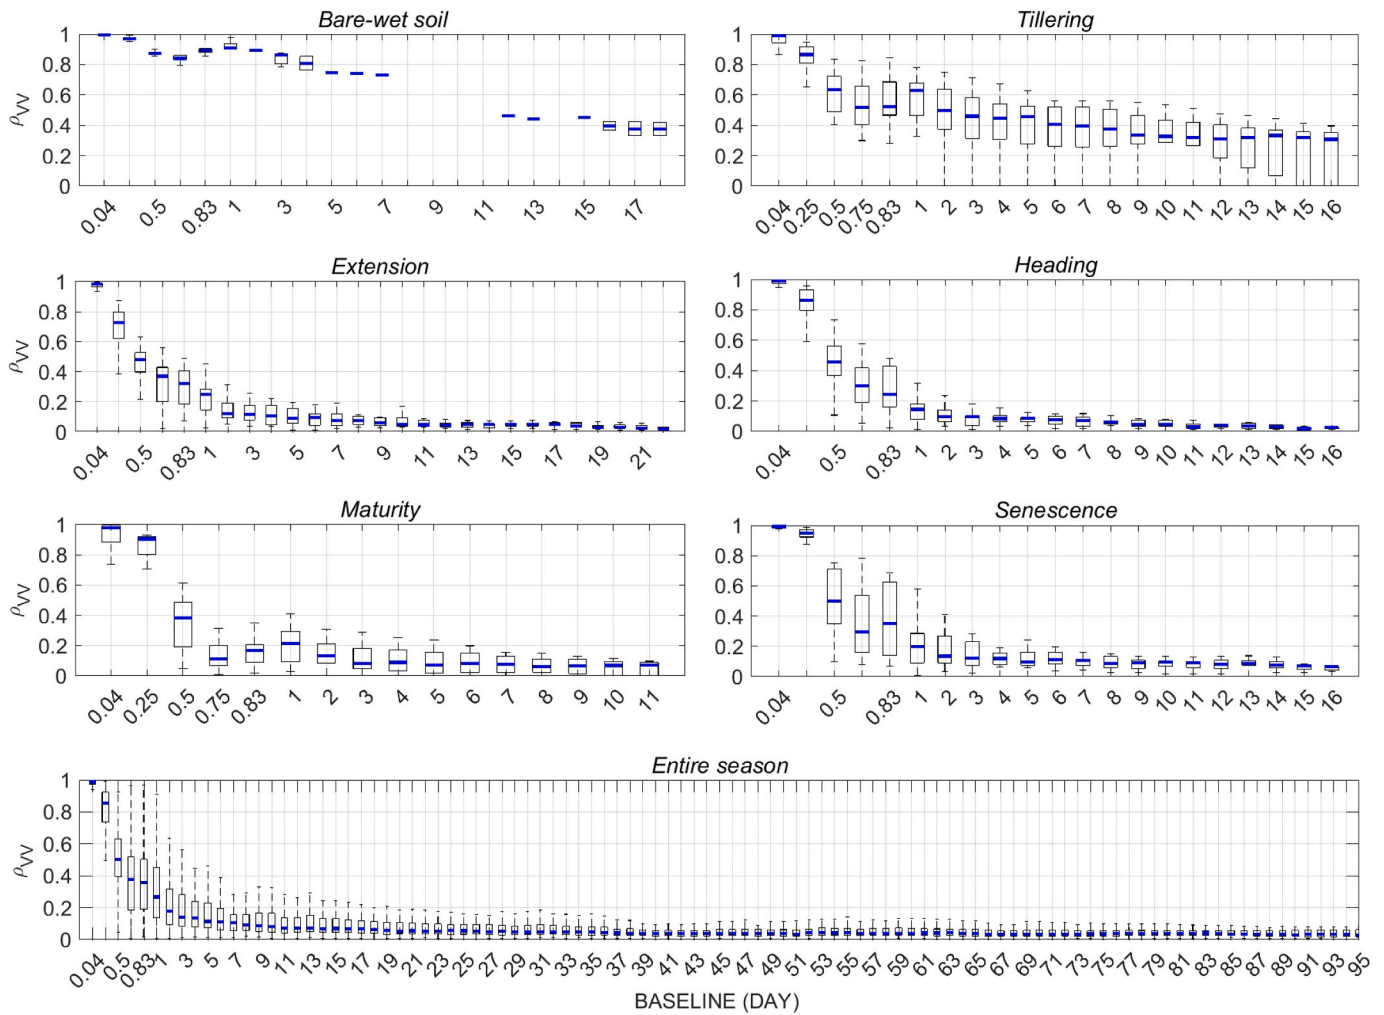 Bare-wet soil
ρVV
1
0.8
0.6
0.4
0.2
0
0.04 0.5 0.83 1 3 5 7 9 11 13 15 17
Tillering
1
0.8
0.6
0.4
0.2
0
0.04 0.25 0.5 0.75 0.83 1 2 3 4 5 6 7 8 9 10 11 12 13 14 15 16
Extension
ρVV
1
0.8
0.6
0.4
0.2
0
0.04 0.5 0.83 1 3 5 7 9 11 13 15 17 19 21
Heading
1
0.8
0.6
0.4
0.2
0
0.04 0.5 0.83 1 2 3 4 5 6 7 8 9 10 11 12 13 14 15 16
Maturity
ρVV
1
0.8
0.6
0.4
0.2
0
0.04 0.25 0.5 0.75 0.83 1 2 3 4 5 6 7 8 9 10 11
Senescence
1
0.8
0.6
0.4
0.2
0
0.04 0.5 0.83 1 2 3 4 5 6 7 8 9 10 11 12 13 14 15 16
Entire season
ρVV
1
0.8
0.6
0.4
0.2
0
0.04 0.5 0.83 1 3 5 7 9 11 13 15 17 19 21 23 25 27 29 31 33 35 37 39 41 43 45 47 49 51 53 55 57 59 61 63 65 67 69 71 73 75 77 79 81 83 85 87 89 91 93 95
BASELINE (DAY)